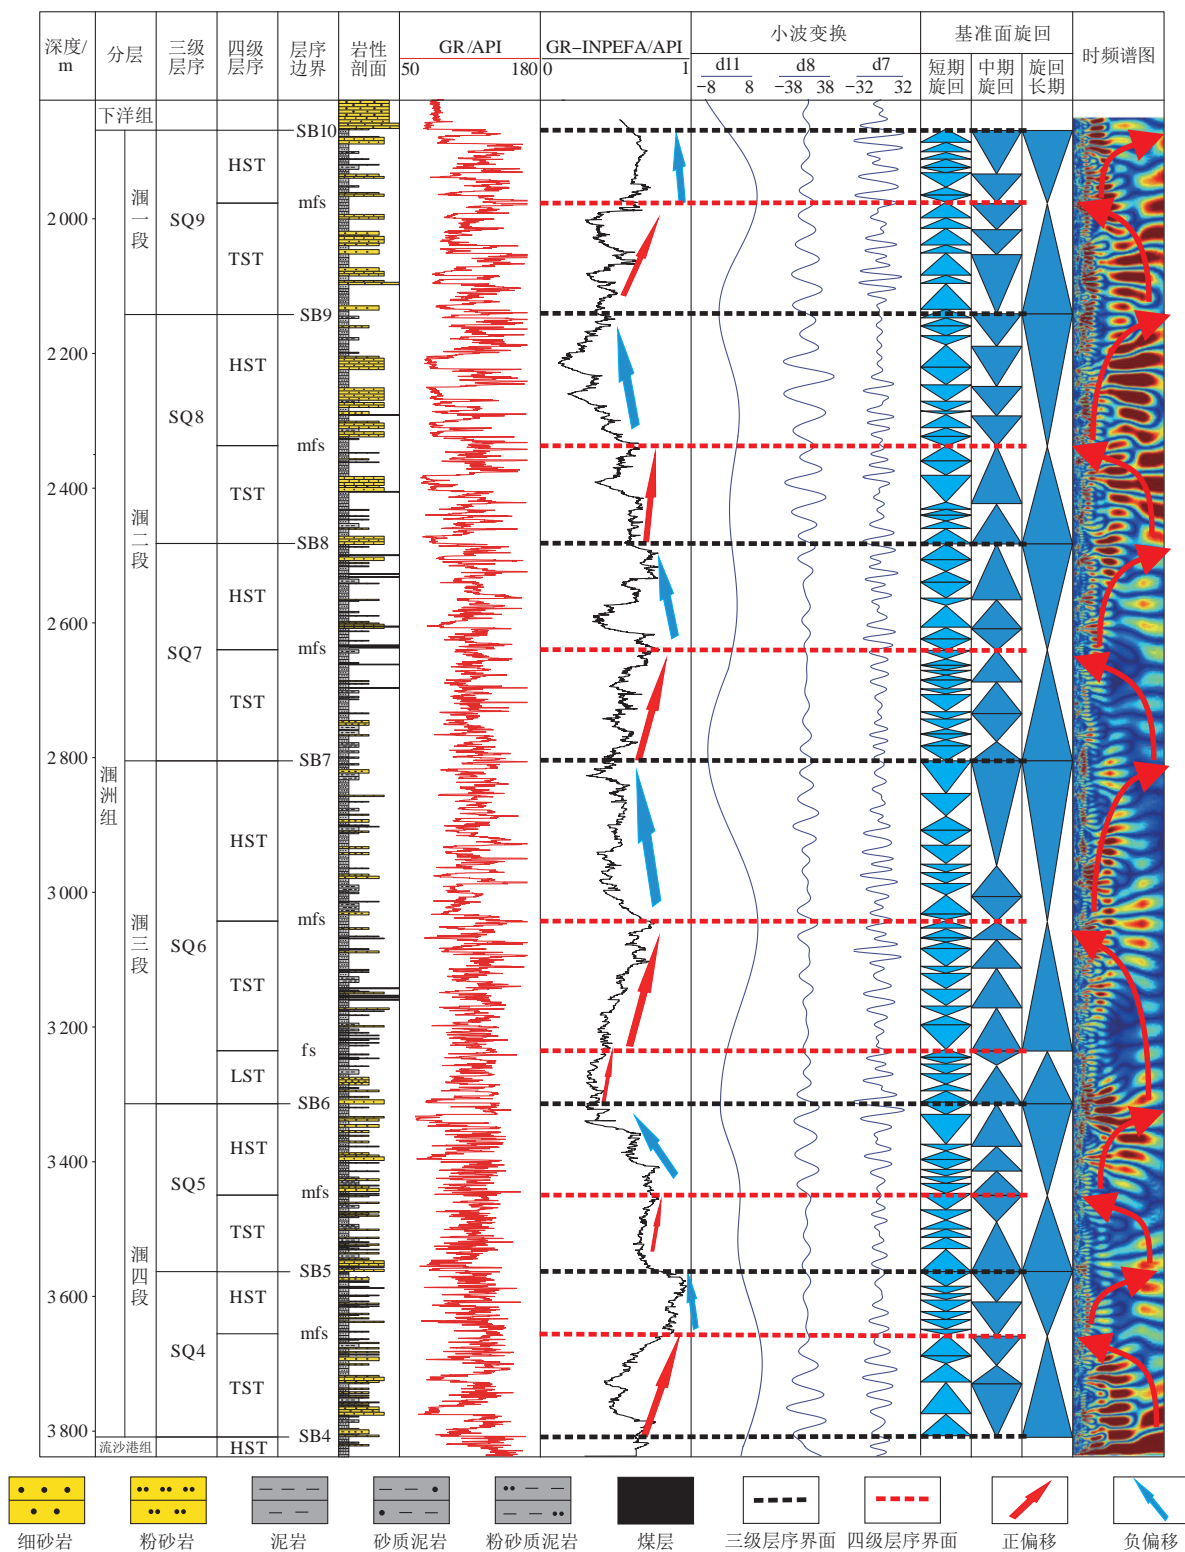 深度/
m
分层
三级
层序
四级
层序
层序
边界
岩性
剖面
GR/API
50 180
GR-INPEFA/API
0 1
小波变换
d11
-8 8
d8
-38 38
d7
-32 32
基准面旋回
短期
旋回
中期
旋回
旋回
长期
时频谱图
下洋组
SB10
涠一段
SQ9
HST
mfs
2 000
TST
SB9
2 200
HST
SQ8
mfs
2 400
TST
涠二段
SB8
HST
2 600
mfs
SQ7
TST
2 800
SB7
涠洲组
HST
3 000
mfs
涠三段
SQ6
TST
3 200
fs
LST
SB6
HST
3 400
SQ5
mfs
TST
涠四段
SB5
3 600
HST
mfs
SQ4
TST
3 800
SB4
流沙港组
HST
细砂岩
粉砂岩
泥岩
砂质泥岩
粉砂质泥岩
煤层
三级层序界面
四级层序界面
正偏移
负偏移